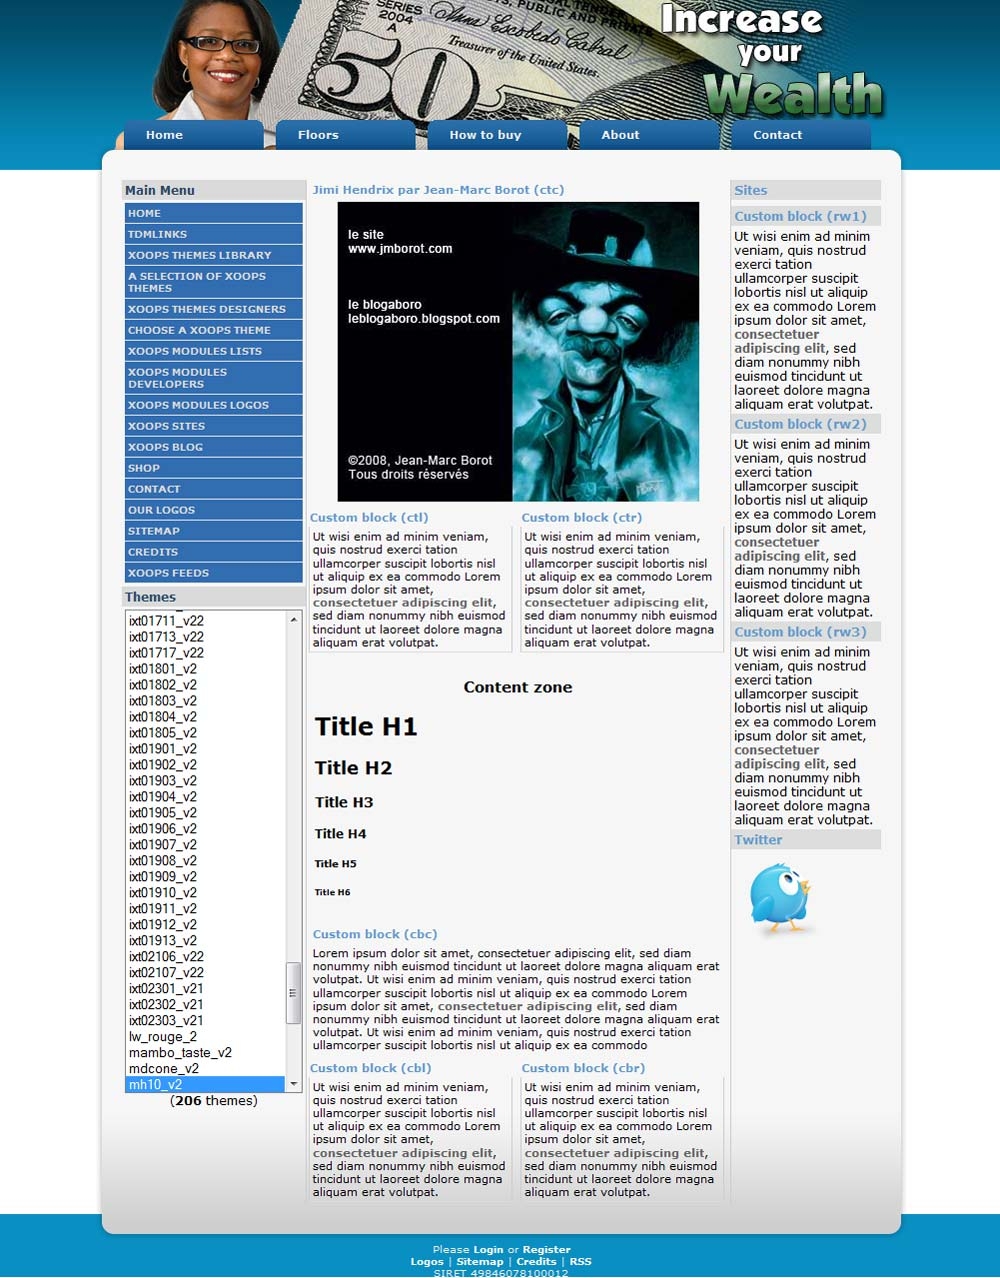 SERIES
2004
A
PUBLIC AND PRIVATE
Treasurer of the United States.
50
Increase
your
Wealth
Home
Floors
How to buy
About
Contact
Main Menu
HOME
TDMLINKS
XOOPS THEMES LIBRARY
A SELECTION OF XOOPS
THEMES
XOOPS THEMES DESIGNERS
CHOOSE A XOOPS THEME
XOOPS MODULES LISTS
XOOPS MODULES
DEVELOPERS
XOOPS MODULES LOGOS
XOOPS SITES
XOOPS BLOG
SHOP
CONTACT
OUR LOGOS
SITEMAP
CREDITS
XOOPS FEEDS
Themes
ixt01711_v22
ixt01713_v22
ixt01717_v22
ixt01801_v2
ixt01802_v2
ixt01803_v2
ixt01804_v2
ixt01805_v2
ixt01901_v2
ixt01902_v2
ixt01903_v2
ixt01904_v2
ixt01905_v2
ixt01906_v2
ixt01907_v2
ixt01908_v2
ixt01909_v2
ixt01910_v2
ixt01911_v2
ixt01912_v2
ixt01913_v2
ixt02106_v22
ixt02107_v22
ixt02301_v21
ixt02302_v21
ixt02303_v21
lw_rouge_2
mambo_taste_v2
mdcone_v2
mh10_v2
(206 themes)
Jimi Hendrix par Jean-Marc Borot (ctc)
le site
www.jmborot.com
le blogaboro
leblogaboro.blogspot.com
©2008, Jean-Marc Borot
Tous droits réservés
Custom block (ctl)
Ut wisi enim ad minim veniam,
quis nostrud exerci tation
ullamcorper suscipit lobortis nisl
ut aliquip ex ea commodo Lorem
ipsum dolor sit amet,
consectetuer adipiscing elit,
sed diam nonummy nibh euismod
tincidunt ut laoreet dolore magna
aliquam erat volutpat.
Custom block (ctr)
Ut wisi enim ad minim veniam,
quis nostrud exerci tation
ullamcorper suscipit lobortis nisl
ut aliquip ex ea commodo Lorem
ipsum dolor sit amet,
consectetuer adipiscing elit,
sed diam nonummy nibh euismod
tincidunt ut laoreet dolore magna
aliquam erat volutpat.
Content zone
Title H1
Title H2
Title H3
Title H4
Title H5
Title H6
Custom block (cbc)
Lorem ipsum dolor sit amet, consectetuer adipiscing elit, sed diam
nonummy nibh euismod tincidunt ut laoreet dolore magna aliquam erat
volutpat. Ut wisi enim ad minim veniam, quis nostrud exerci tation
ullamcorper suscipit lobortis nisl ut aliquip ex ea commodo Lorem
ipsum dolor sit amet, consectetuer adipiscing elit, sed diam
nonummy nibh euismod tincidunt ut laoreet dolore magna aliquam erat
volutpat. Ut wisi enim ad minim veniam, quis nostrud exerci tation
ullamcorper suscipit lobortis nisl ut aliquip ex ea commodo
Custom block (cbl)
Ut wisi enim ad minim veniam,
quis nostrud exerci tation
ullamcorper suscipit lobortis nisl
ut aliquip ex ea commodo Lorem
ipsum dolor sit amet,
consectetuer adipiscing elit,
sed diam nonummy nibh euismod
tincidunt ut laoreet dolore magna
aliquam erat volutpat.
Custom block (cbr)
Ut wisi enim ad minim veniam,
quis nostrud exerci tation
ullamcorper suscipit lobortis nisl
ut aliquip ex ea commodo Lorem
ipsum dolor sit amet,
consectetuer adipiscing elit,
sed diam nonummy nibh euismod
tincidunt ut laoreet dolore magna
aliquam erat volutpat.
Sites
Custom block (rw1)
Ut wisi enim ad minim
veniam, quis nostrud
exerci tation
ullamcorper suscipit
lobortis nisl ut aliquip
ex ea commodo Lorem
ipsum dolor sit amet,
consectetuer
adipiscing elit, sed
diam nonummy nibh
euismod tincidunt ut
laoreet dolore magna
aliquam erat volutpat.
Custom block (rw2)
Ut wisi enim ad minim
veniam, quis nostrud
exerci tation
ullamcorper suscipit
lobortis nisl ut aliquip
ex ea commodo Lorem
ipsum dolor sit amet,
consectetuer
adipiscing elit, sed
diam nonummy nibh
euismod tincidunt ut
laoreet dolore magna
aliquam erat volutpat.
Custom block (rw3)
Ut wisi enim ad minim
veniam, quis nostrud
exerci tation
ullamcorper suscipit
lobortis nisl ut aliquip
ex ea commodo Lorem
ipsum dolor sit amet,
consectetuer
adipiscing elit, sed
diam nonummy nibh
euismod tincidunt ut
laoreet dolore magna
aliquam erat volutpat.
Twitter
Please Login or Register
Logos | Sitemap | Credits | RSS
SIRET 49846078100012